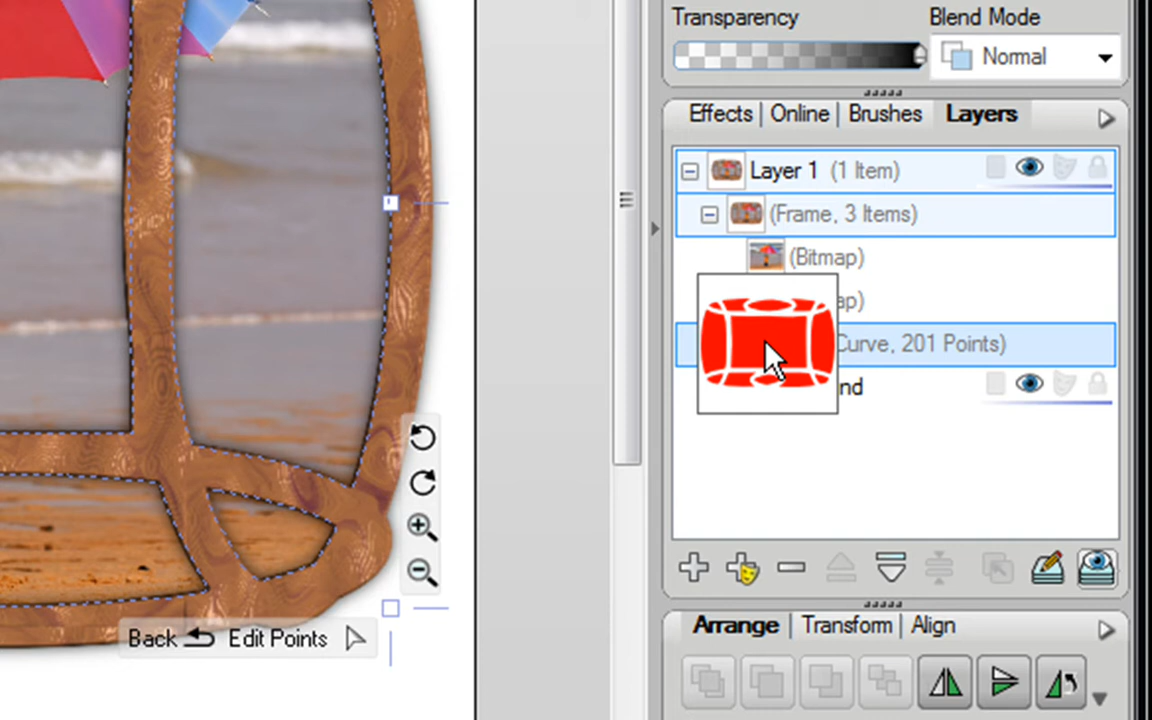 Transparency
Blend Mode
Normal
Effects | Online | Brushes | Layers
Layer 1 (1 Item)
(Frame, 3 Items)
(Bitmap)
ap)
Curve, 201 Points)
nd
Back Edit Points
Arrange | Transform | Align